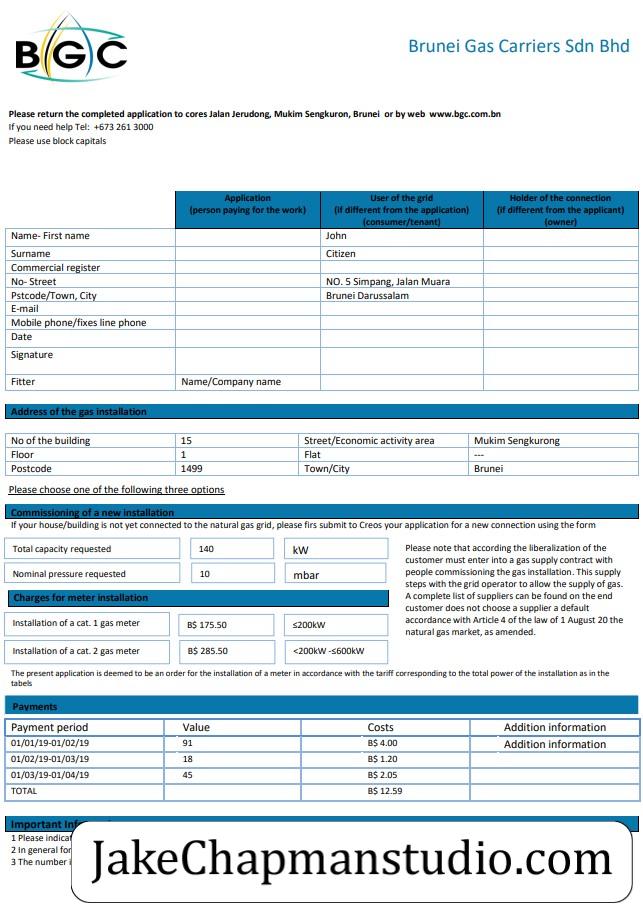 BGC
Brunei Gas Carriers Sdn Bhd
Please return the completed application to cores Jalan Jerudong, Mukim Sengkuron, Brunei or by web www.bgc.com.bn
If you need help Tel: +673 261 3000
Please use block capitals
Application User of the grid Holder of the connection
(person paying for the work) (if different from the application) (if different from the applicant)
(consumer/tenant) (owner)
Name- First name John
Surname Citizen
Commercial register
No- Street NO. 5 Simpang, Jalan Muara
Pstcode/Town, City Brunei Darussalam
E-mail
Mobile phone/fixes line phone
Date
Signature
Fitter Name/Company name
Address of the gas installation
No of the building 15 Street/Economic activity area Mukim Sengkurong
Floor 1 Flat ---
Postcode 1499 Town/City Brunei
Please choose one of the following three options
Commissioning of a new installation
If your house/building is not yet connected to the natural gas grid, please firs submit to Creos your application for a new connection using the form
Total capacity requested 140 kW
Nominal pressure requested 10 mbar
Please note that according the liberalization of the
customer must enter into a gas supply contract with
people commissioning the gas installation. This supply
steps with the grid operator to allow the supply of gas.
A complete list of suppliers can be found on the end
customer does not choose a supplier a default
accordance with Article 4 of the law of 1 August 20 the
natural gas market, as amended.
Charges for meter installation
Installation of a cat. 1 gas meter B$ 175.50 ≤200kW
Installation of a cat. 2 gas meter B$ 285.50 <200kW -≤600kW
The present application is deemed to be an order for the installation of a meter in accordance with the tariff corresponding to the total power of the installation as in the
tabels
Payments
Payment period Value Costs Addition information
01/01/19-01/02/19 91 B$ 4.00 Addition information
01/02/19-01/03/19 18 B$ 1.20
01/03/19-01/04/19 45 B$ 2.05
TOTAL B$ 12.59
Important
1 Please
2 In general for
3 The number
JakeChapmanstudio.com